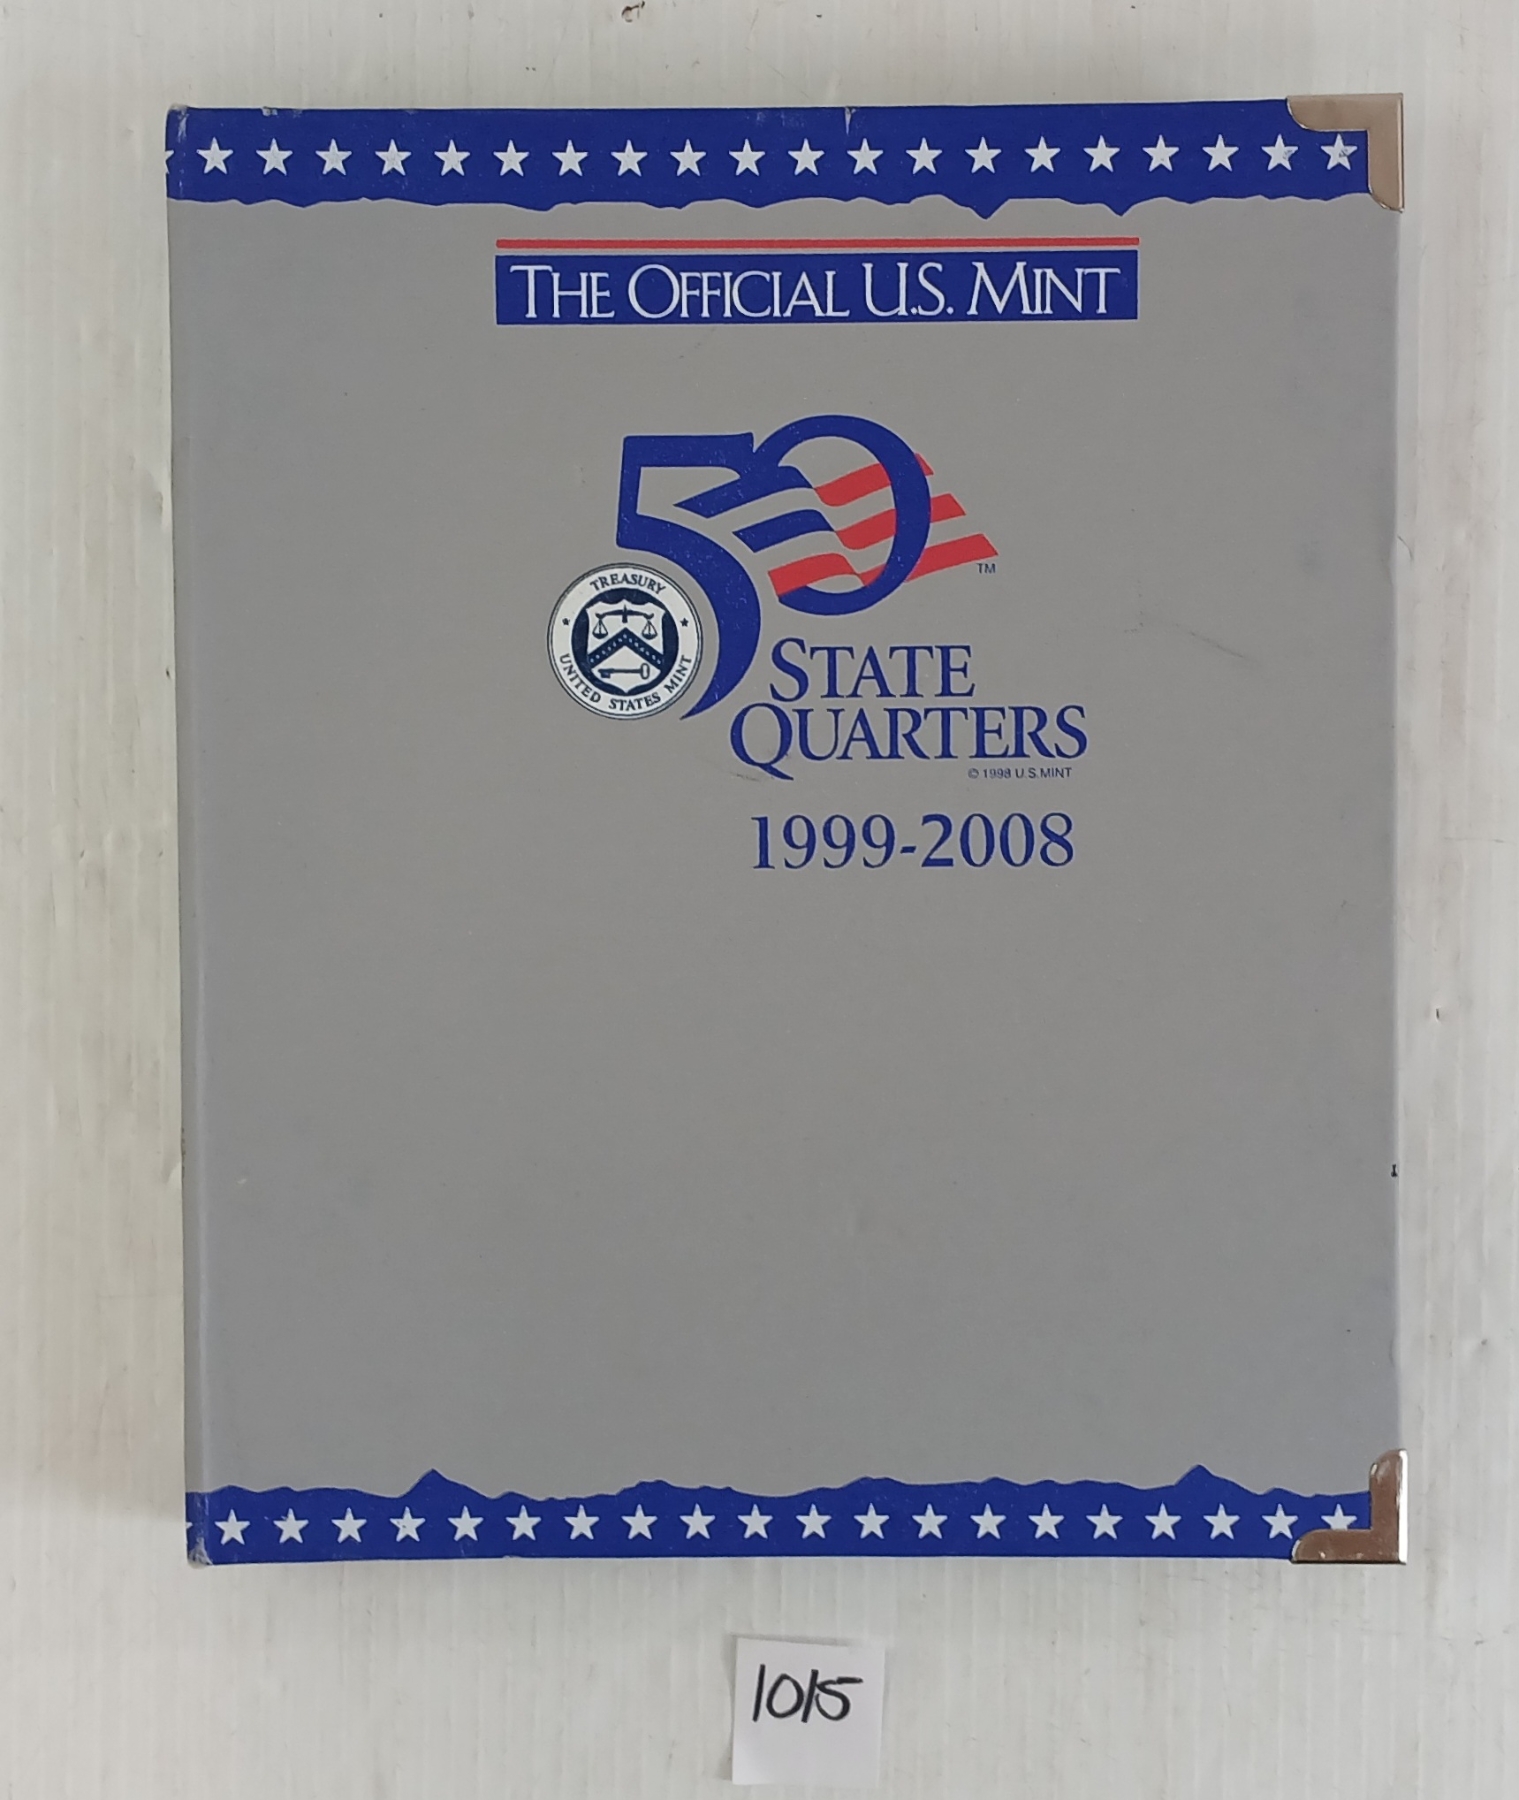 THE OFFICIAL U.S. MINT
50
TM
TREASURY
UNITED STATES MINT
STATE
QUARTERS
© 1998 U.S. MINT
1999-2008
1015